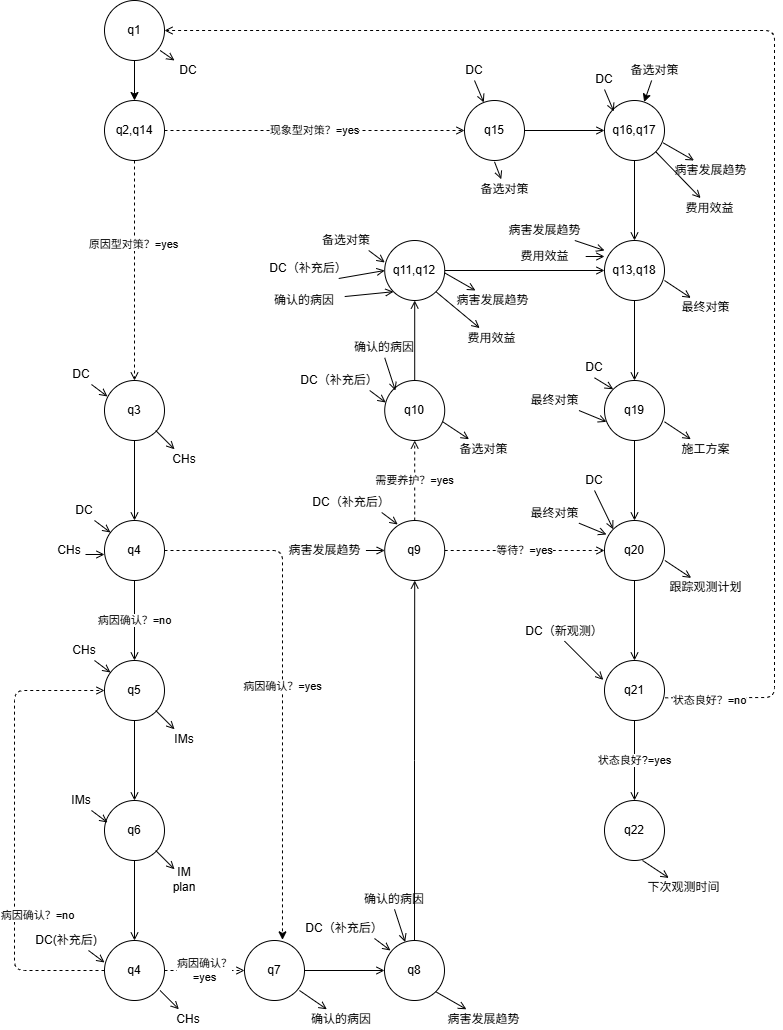 q1
DC
DC
DC
备选对策
q2,q14
现象型对策？=yes
q15
q16,q17
病害发展趋势
备选对策
费用效益
原因型对策？=yes
备选对策
DC（补充后）
确认的病因
q11,q12
病害发展趋势
费用效益
病害发展趋势
费用效益
q13,q18
最终对策
确认的病因
DC
q3
CHs
DC（补充后）
q10
备选对策
DC
最终对策
q19
施工方案
需要养护？=yes
DC
CHs
q4
DC（补充后）
病害发展趋势
q9
等待？=yes
DC
最终对策
q20
跟踪观测计划
病因确认？=no
DC（新观测）
CHs
q5
IMs
病因确认？=yes
q21
状态良好？=no
状态良好?=yes
IMs
q6
IM
plan
q22
下次观测时间
病因确认？=no
确认的病因
DC(补充后)
q4
CHs
病因确认？
=yes
q7
确认的病因
DC（补充后）
q8
病害发展趋势